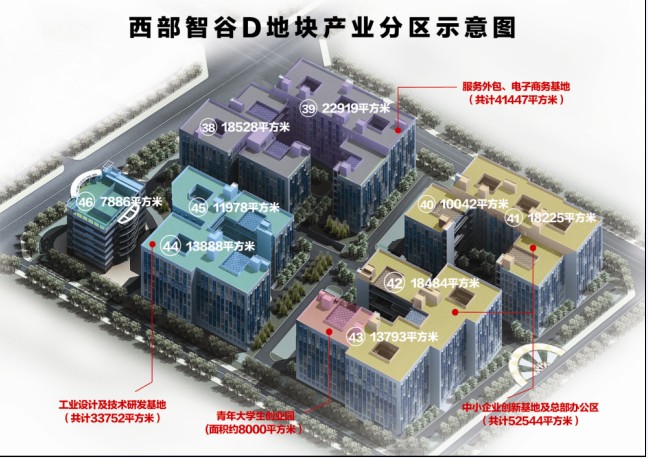 西部智谷D地块产业分区示意图
服务外包、电子商务基地
（共计41447平方米）
39 22919平方米
38 18528平方米
46 7886平方米
45 11978平方米
40 10042平方米
41 18225平方米
44 13888平方米
42 18484平方米
43 13793平方米
工业设计及技术研发基地
（共计33752平方米）
青年大学生创业园
（面积约8000平方米）
中小企业创新基地及总部办公区
（共计52544平方米）